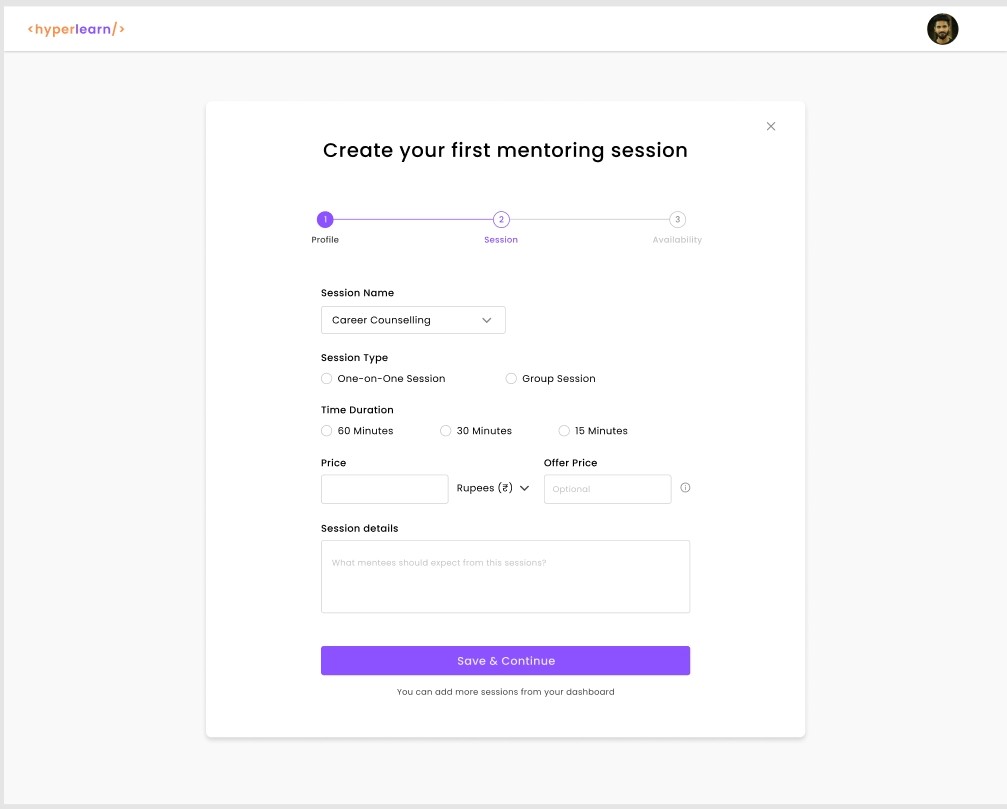 <hyperlearn/>
Create your first mentoring session
1 2 3
Profile Session Availability
Session Name
Career Counselling
Session Type
One-on-One Session Group Session
Time Duration
60 Minutes 30 Minutes 15 Minutes
Price Offer Price
Rupees (₹) Optional
Session details
What mentees should expect from this sessions?
Save & Continue
You can add more sessions from your dashboard